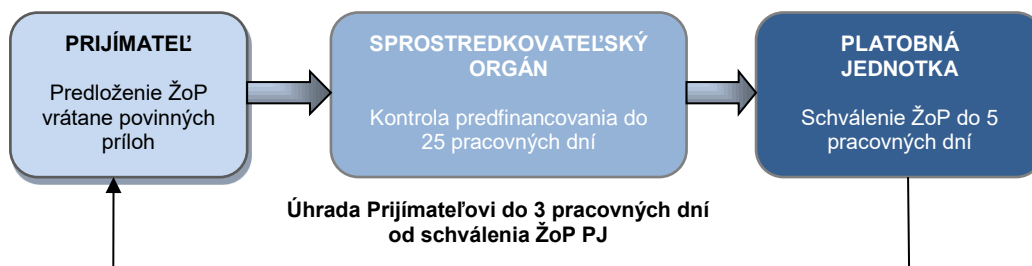 PRIJÍMATEĽ
Predloženie ŽoP
vrátane povinných
príloh
SPROSTREDKOVATEĽSKÝ
ORGÁN
Kontrola predfinancovania do
25 pracovných dní
PLATOBNÁ
JEDNOTKA
Schválenie ŽoP do 5
pracovných dní
Úhrada Prijímateľovi do 3 pracovných dní
od schválenia ŽoP PJ